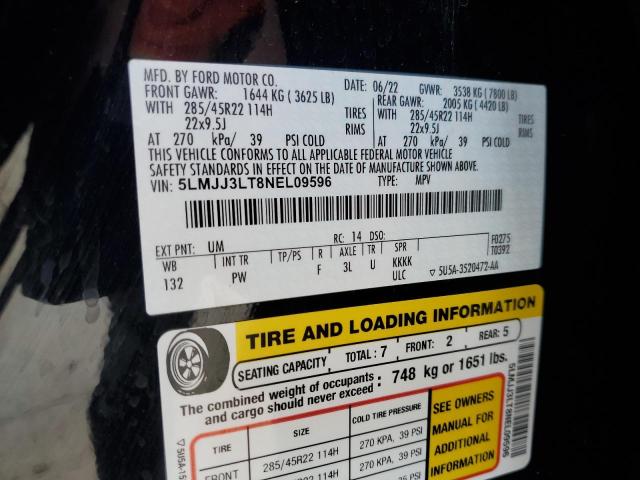 MFD. BY FORD MOTOR CO.
DATE: 06/22 GVWR: 3538 KG (7800 LB)
FRONT GAWR: 1644 KG (3625 LB) REAR GAWR: 2005 KG (4420 LB)
WITH 285/45R22 114H TIRES WITH 285/45R22 114H TIRES
22x9.5J RIMS 22x9.5J RIMS
AT 270 kPa/ 39 PSI COLD AT 270 kPa/ 39 PSI COLD
THIS VEHICLE CONFORMS TO ALL APPLICABLE FEDERAL MOTOR VEHICLE
SAFETY STANDARDS IN EFFECT ON THE DATE OF MANUFACTURE SHOWN ABOVE.
VIN: 5LMJJ3LT8NEL09596 TYPE: MPV
EXT PNT: UM RC: 14 DSO: F0275
T0392
WB INT TR TP/PS R AXLE TR SPR
132 PW F 3L U KKKK
ULC ▽ 5U5A-3520472-AA
TIRE AND LOADING INFORMATION
SEATING CAPACITY TOTAL: 7 FRONT: 2 REAR: 5
The combined weight of occupants and cargo should never exceed: 748 kg or 1651 lbs.
TIRE SIZE COLD TIRE PRESSURE
FRONT 285/45R22 114H 270 KPA, 39 PSI
285/45R22 114H 270 KPA, 39 PSI
SEE OWNERS
MANUAL FOR
ADDITIONAL
INFORMATION
5LMJJ3LT8NEL09596